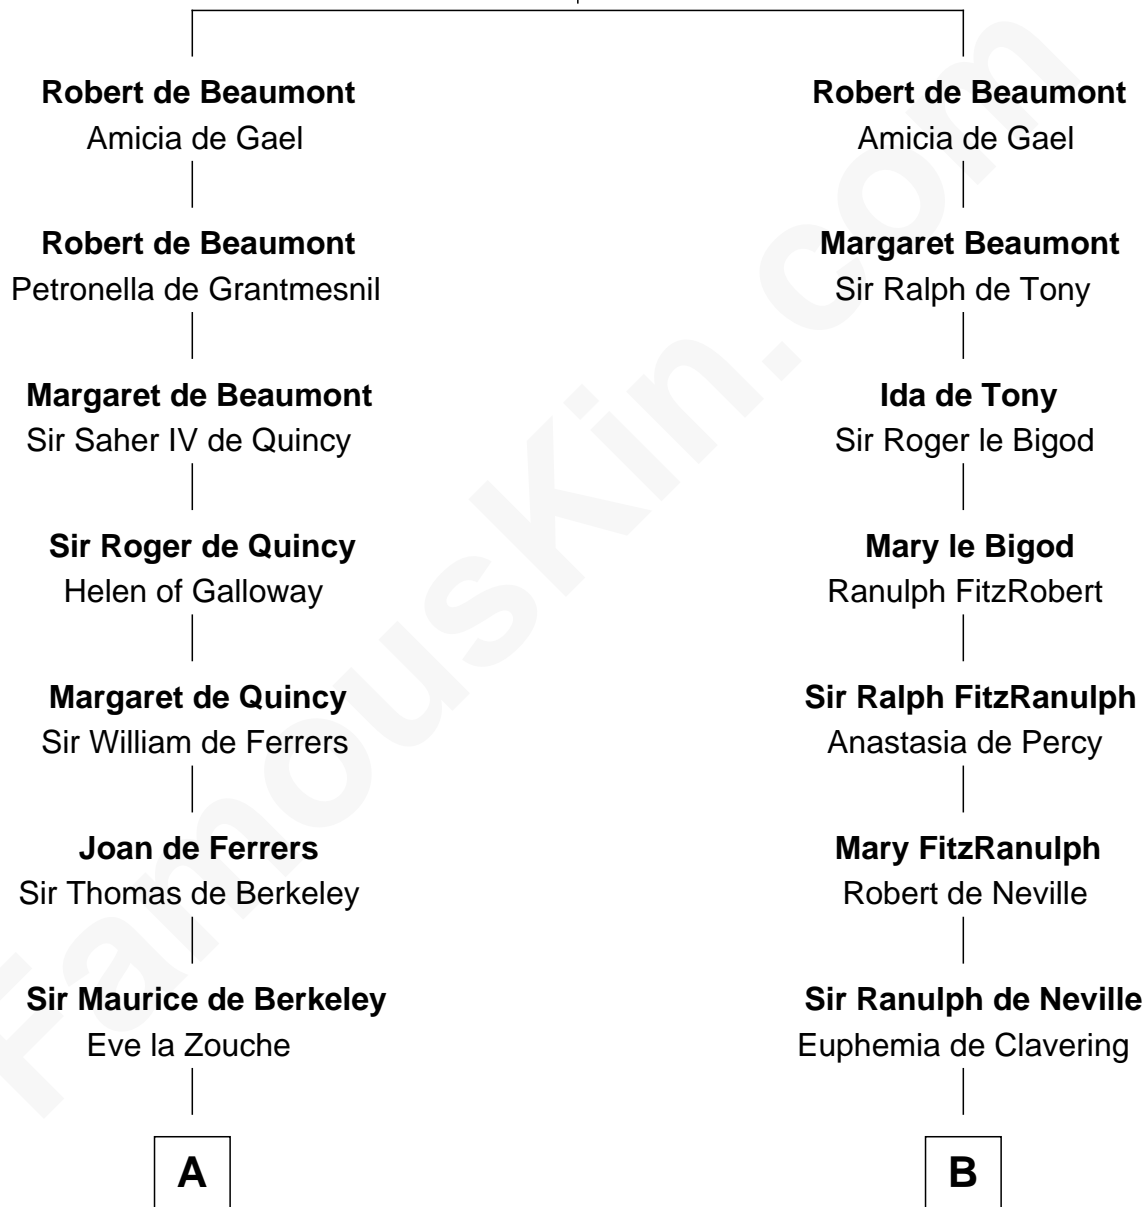 Robert de Beaumont
Amicia de Gael
Robert de Beaumont
Petronella de Grantmesnil
Margaret de Beaumont
Sir Saher IV de Quincy
Sir Roger de Quincy
Helen of Galloway
Margaret de Quincy
Sir William de Ferrers
Joan de Ferrers
Sir Thomas de Berkeley
Sir Maurice de Berkeley
Eve la Zouche
A
Robert de Beaumont
Amicia de Gael
Margaret Beaumont
Sir Ralph de Tony
Ida de Tony
Sir Roger le Bigod
Mary le Bigod
Ranulph FitzRobert
Sir Ralph FitzRanulph
Anastasia de Percy
Mary FitzRanulph
Robert de Neville
Sir Ranulph de Neville
Euphemia de Clavering
B
FamousKin.com